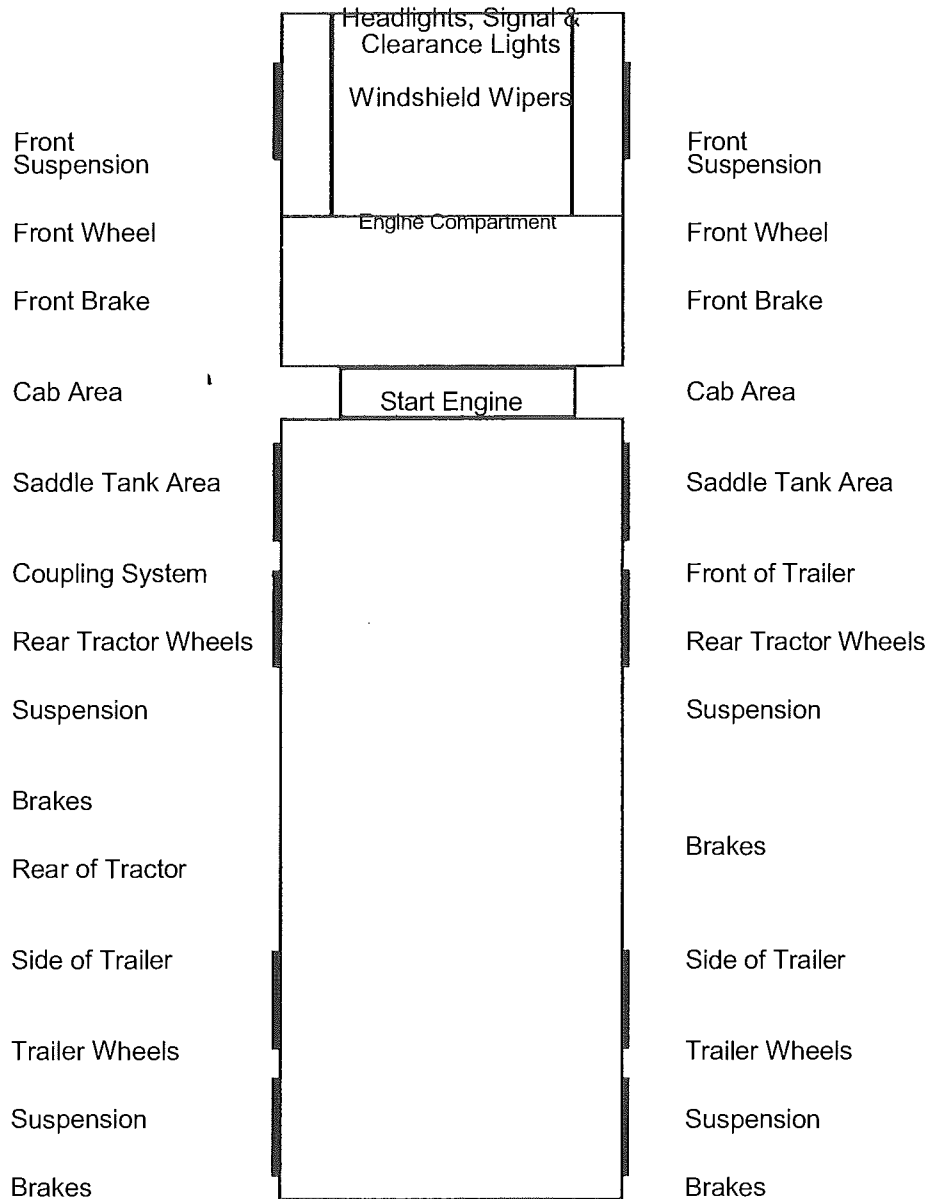 Headlights, Signal &
Clearance Lights
Windshield Wipers
Engine Compartment
Start Engine
Front
Suspension
Front Wheel
Front Brake
Cab Area
Saddle Tank Area
Coupling System
Rear Tractor Wheels
Suspension
Brakes
Rear of Tractor
Side of Trailer
Trailer Wheels
Suspension
Brakes
Front
Suspension
Front Wheel
Front Brake
Cab Area
Saddle Tank Area
Front of Trailer
Rear Tractor Wheels
Suspension
Brakes
Side of Trailer
Trailer Wheels
Suspension
Brakes